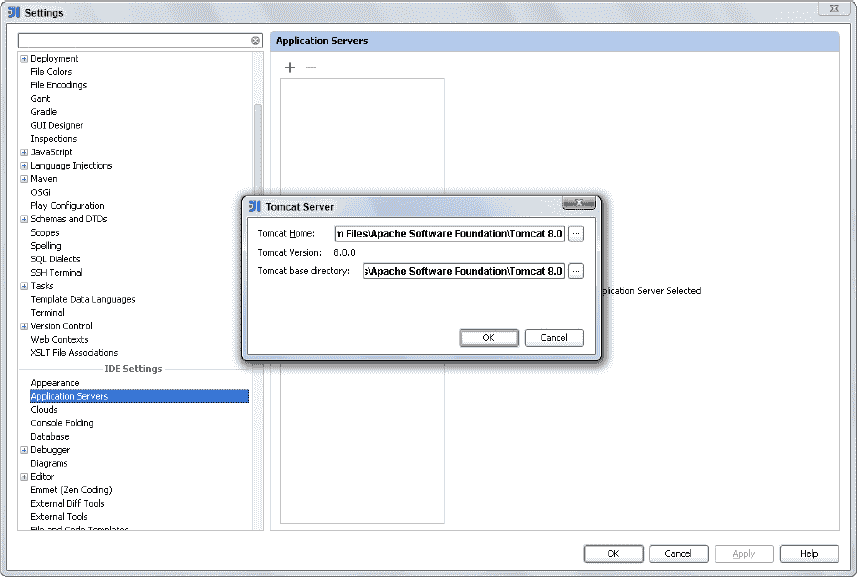 Settings
Application Servers
Deployment
File Colors
File Encodings
Gant
Gradle
GUI Designer
Inspections
JavaScript
Language Injections
Maven
OSGi
Play Configuration
Schemas and DTDs
Scopes
Spelling
SQL Dialects
SSH Terminal
Tasks
Template Data Languages
Terminal
Version Control
Web Contexts
XSLT File Associations
IDE Settings
Appearance
Application Servers
Clouds
Console Folding
Database
Debugger
Diagrams
Editor
Emmet (Zen Coding)
External Diff Tools
External Tools
File and Code Templates
Tomcat Server
Tomcat Home: n Files\Apache Software Foundation\Tomcat 8.0 ...
Tomcat Version: 8.0.0
Tomcat base directory: s\Apache Software Foundation\Tomcat 8.0 ...
OK Cancel
plication Server Selected
OK Cancel Apply Help